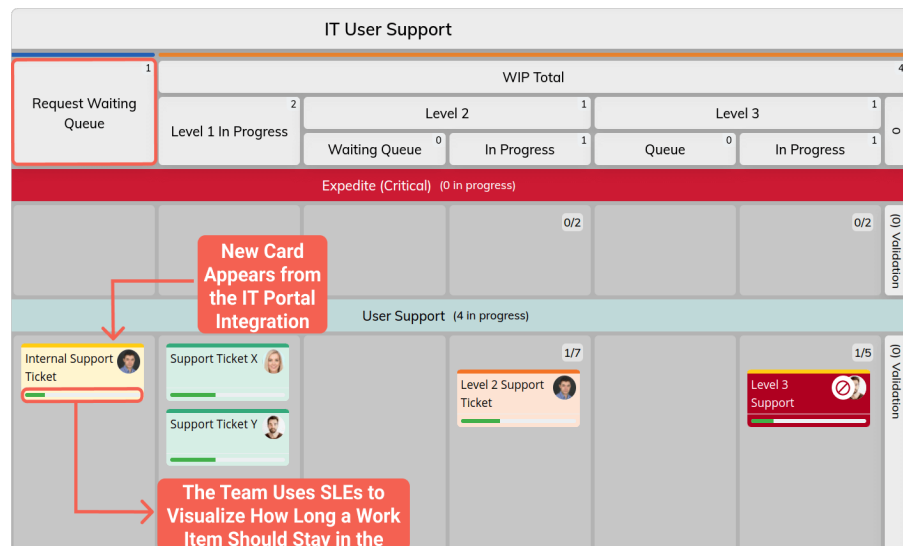 IT User Support
1
Request Waiting
Queue
WIP Total
4
Level 1 In Progress
2
Level 2
1
Level 3
1
0
Waiting Queue
0
In Progress
1
Queue
0
In Progress
1
Expedite (Critical) (0 in progress)
0/2
0/2
(0) Validation
New Card
Appears from
the IT Portal
Integration
User Support (4 in progress)
Internal Support
Ticket
Support Ticket X
Support Ticket Y
1/7
Level 2 Support
Ticket
1/5
Level 3
Support
(0) Validation
The Team Uses SLEs to
Visualize How Long a Work
Item Should Stay in the